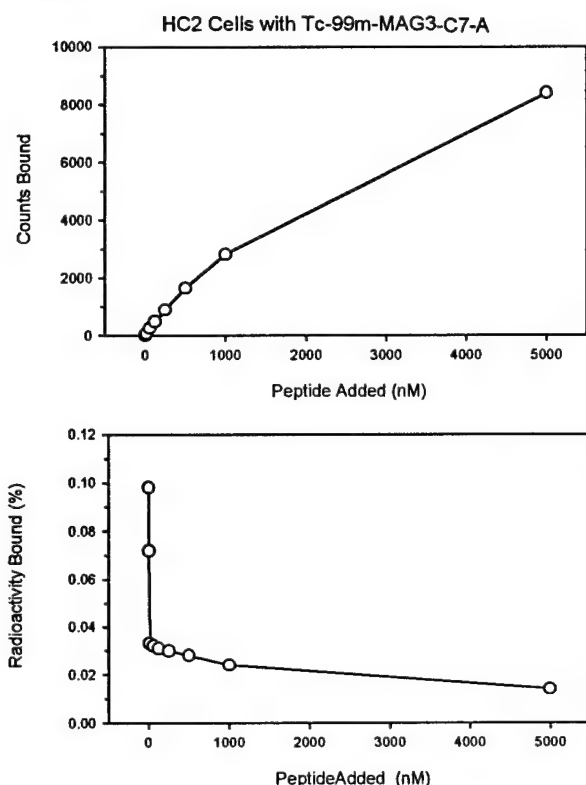 HC2 Cells with Tc-99m-MAG3-C7-A
10000
8000
6000
4000
2000
0
Counts Bound
0 1000 2000 3000 4000 5000
Peptide Added (nM)
0.12
0.10
0.08
0.06
0.04
0.02
0.00
Radioactivity Bound (%)
0 1000 2000 3000 4000 5000
PeptideAdded (nM)